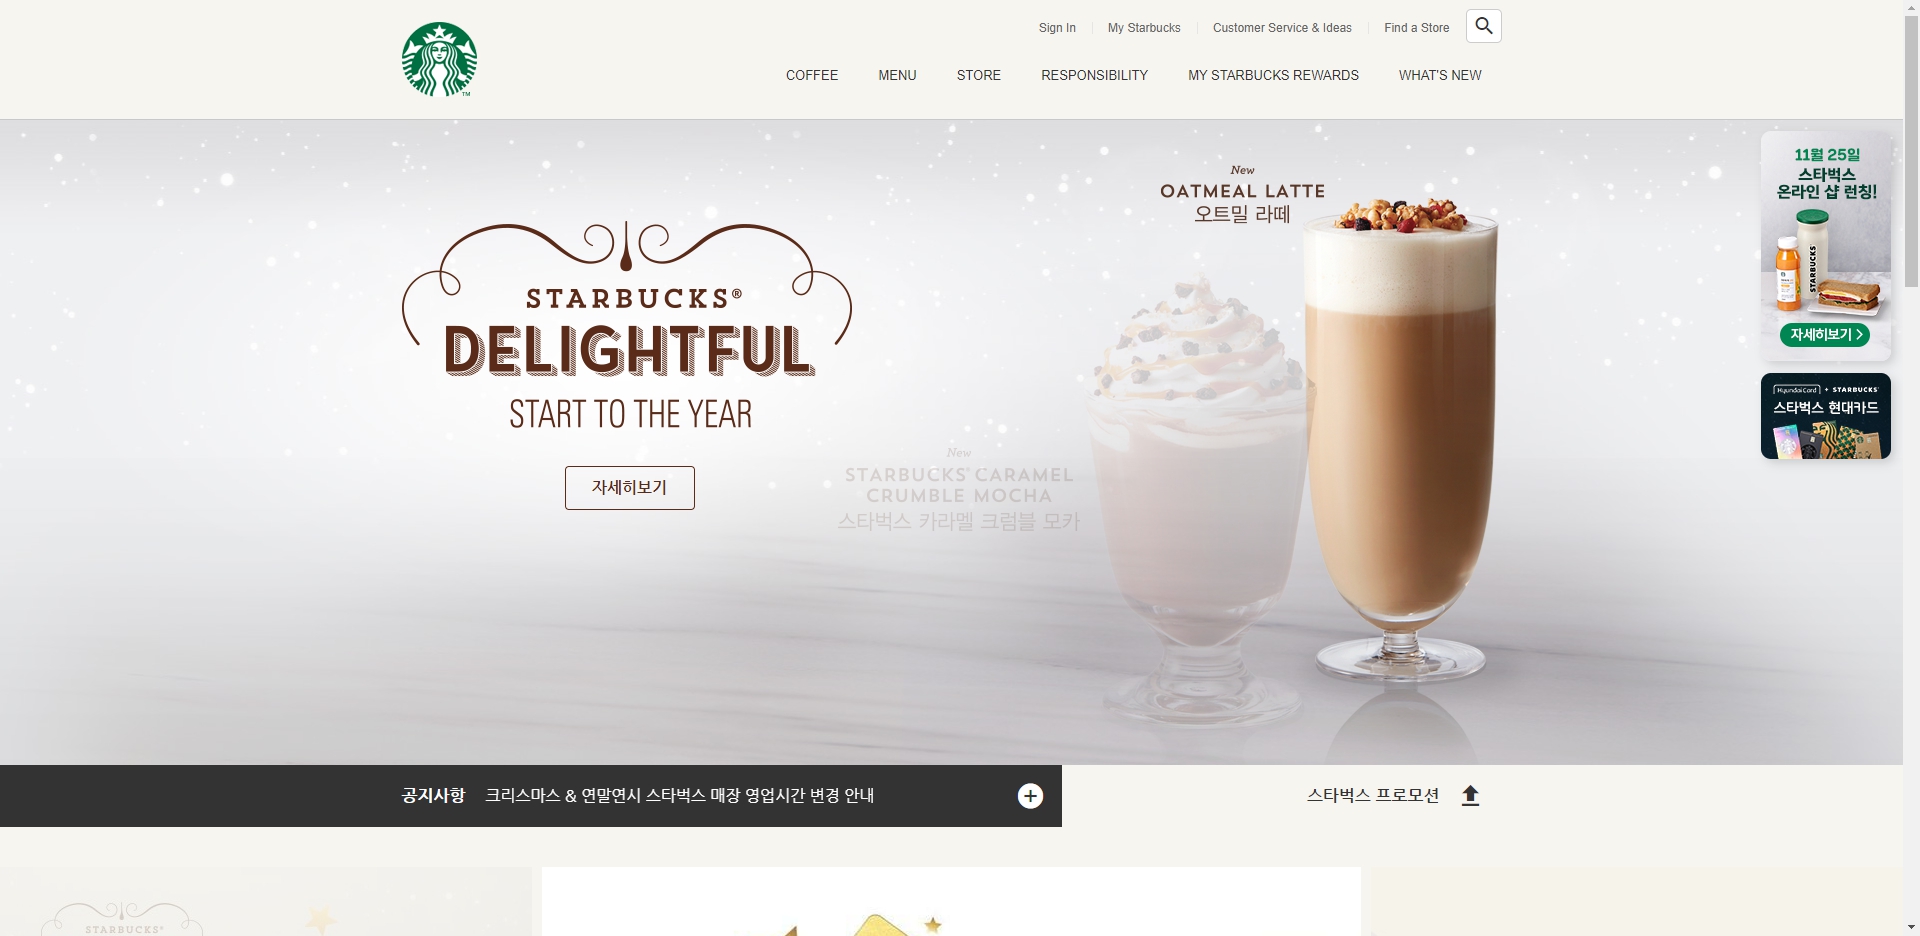 Sign In
My Starbucks
Customer Service & Ideas
Find a Store
TM
COFFEE
MENU
STORE
RESPONSIBILITY
MY STARBUCKS REWARDS
WHAT'S NEW
STARBUCKS®
DELIGHTFUL
START TO THE YEAR
자세히보기
New
OATMEAL LATTE
오트밀 라떼
New
STARBUCKS® CARAMEL
CRUMBLE MOCHA
스타벅스 카라멜 크럼블 모카
11월 25일
스타벅스
온라인 샵 런칭!
STARBUCKS
자세히보기 >
HyundaiCard + STARBUCKS
스타벅스 현대카드
공지사항 크리스마스 & 연말연시 스타벅스 매장 영업시간 변경 안내
스타벅스 프로모션
STARBUCKS®